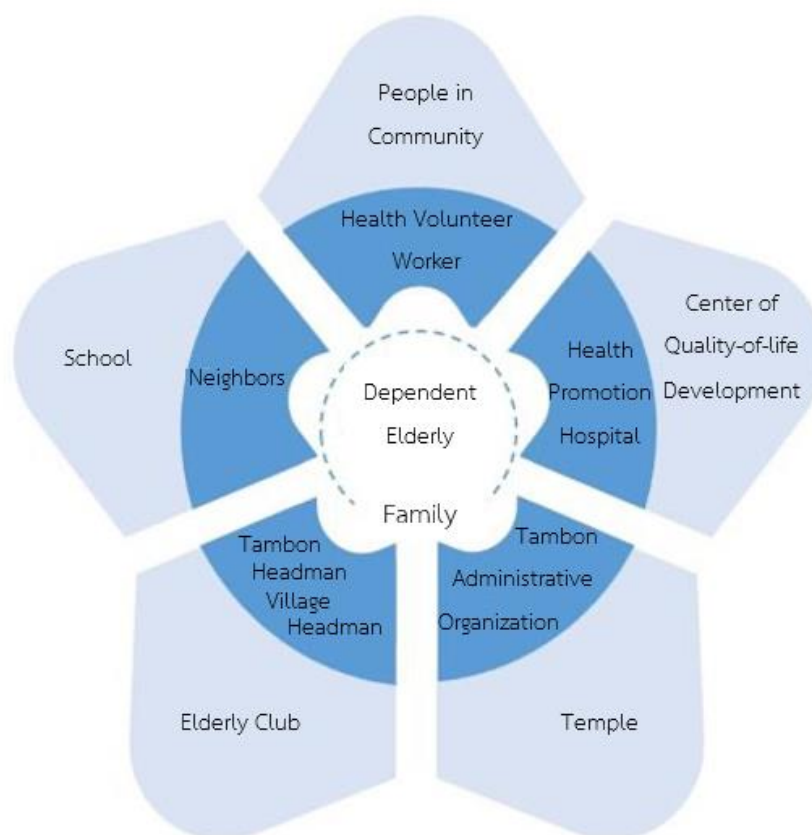 People in
Community
Health Volunteer
Worker
School
Neighbors
Dependent
Elderly
Family
Health
Promotion
Hospital
Center of
Quality-of-life
Development
Tambon
Headman
Village
Headman
Tambon
Administrative
Organization
Elderly Club
Temple